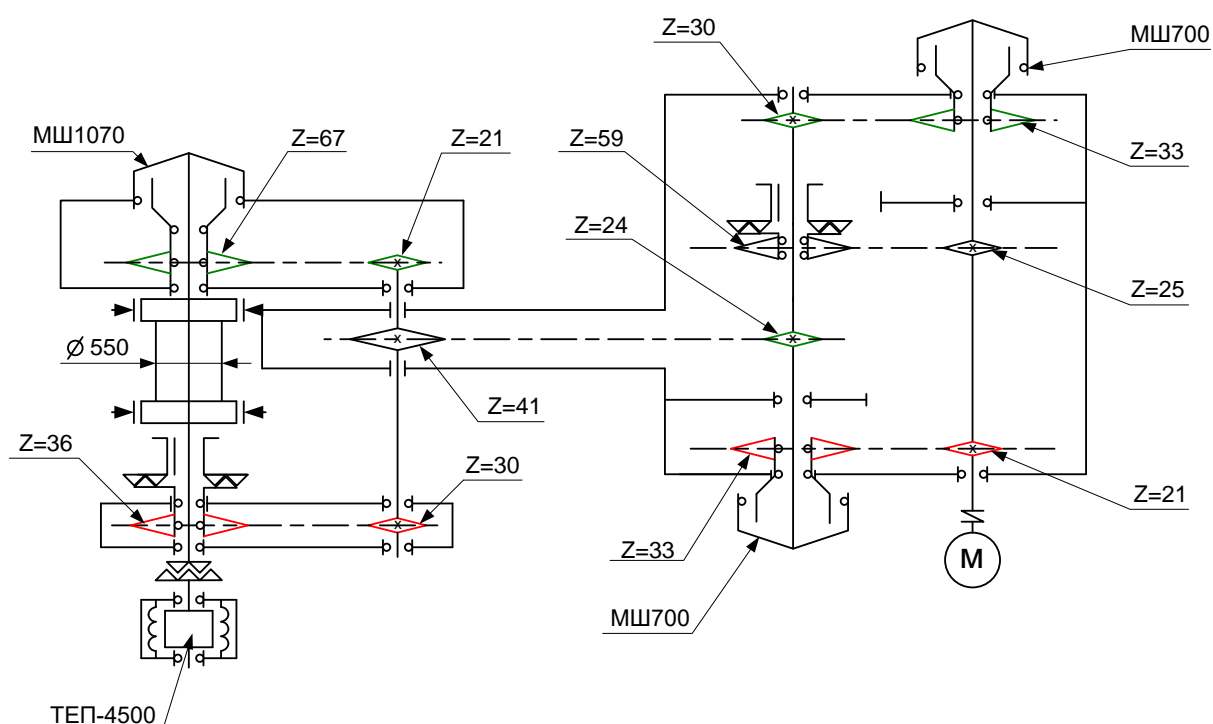 Z=30
МШ700
МШ1070
Z=67
Z=21
Z=59
Z=33
Z=24
Z=25
Ø 550
Z=41
Z=36
Z=30
Z=33
Z=21
М
МШ700
ТЕП-4500